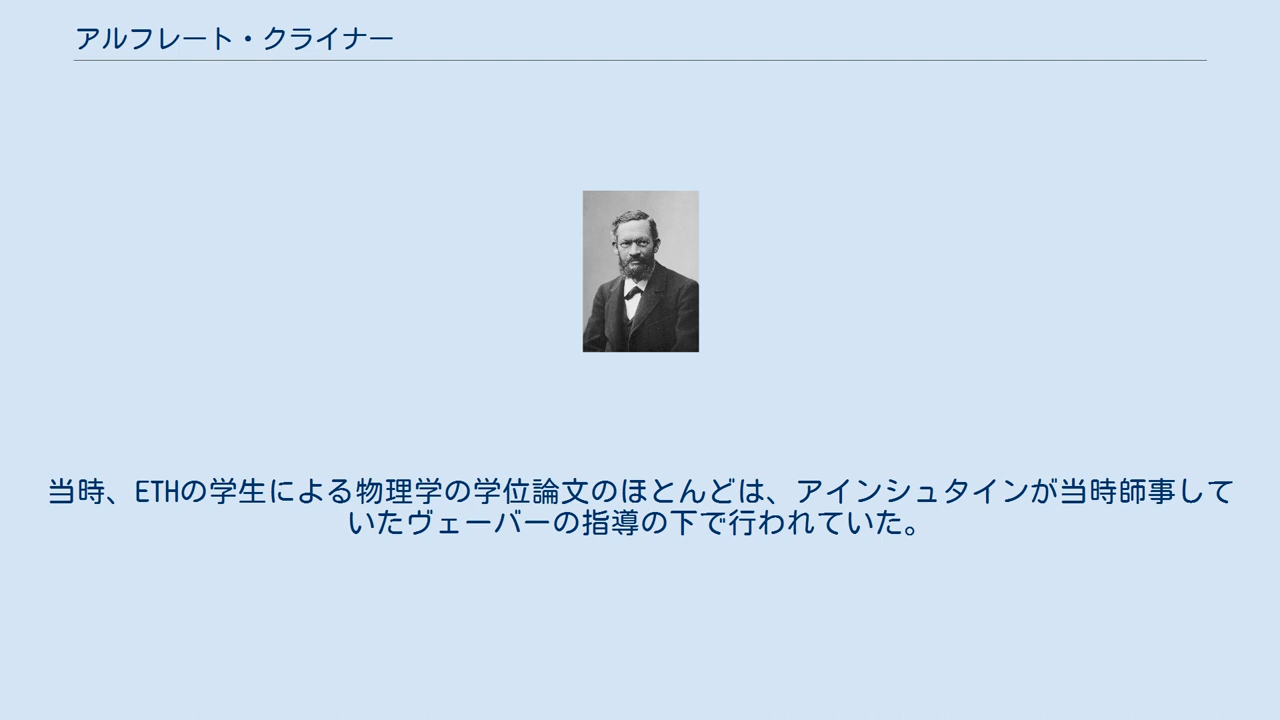 アルフレート・クライナー
当時、ETHの学生による物理学の学位論文のほとんどは、アインシュタインが当時師事して
いたヴェーバーの指導の下で行われていた。